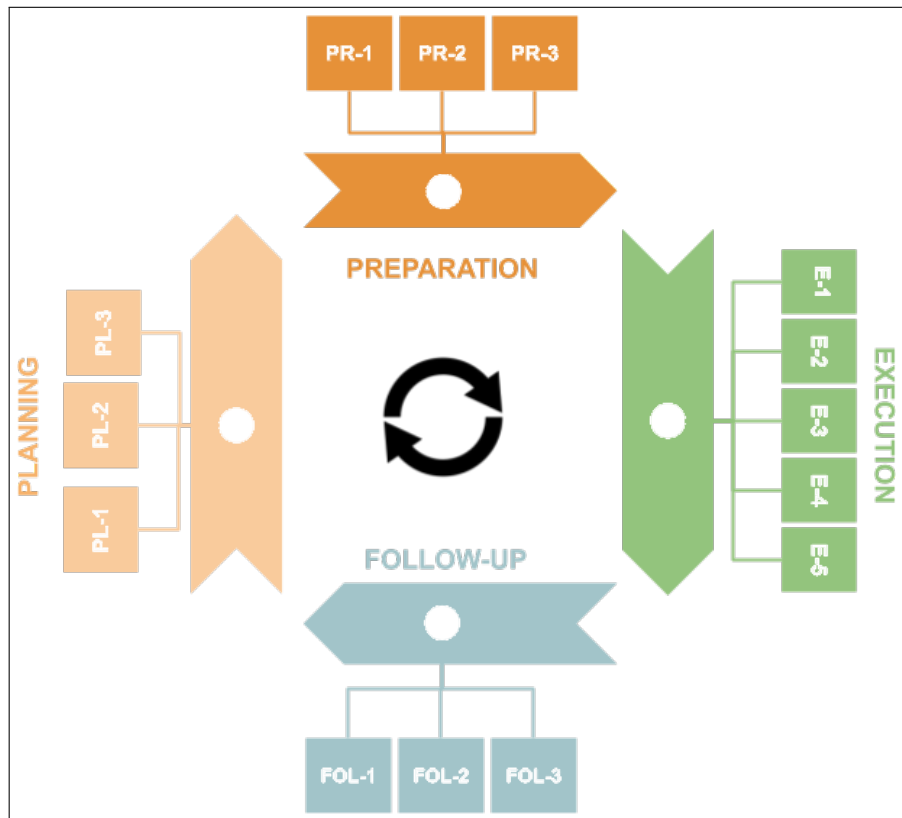 PR-1
PR-2
PR-3
PREPARATION
E-1
E-2
E-3
E-4
E-5
EXECUTION
FOLLOW-UP
FOL-1
FOL-2
FOL-3
PLANNING
PL-1
PL-2
PL-3